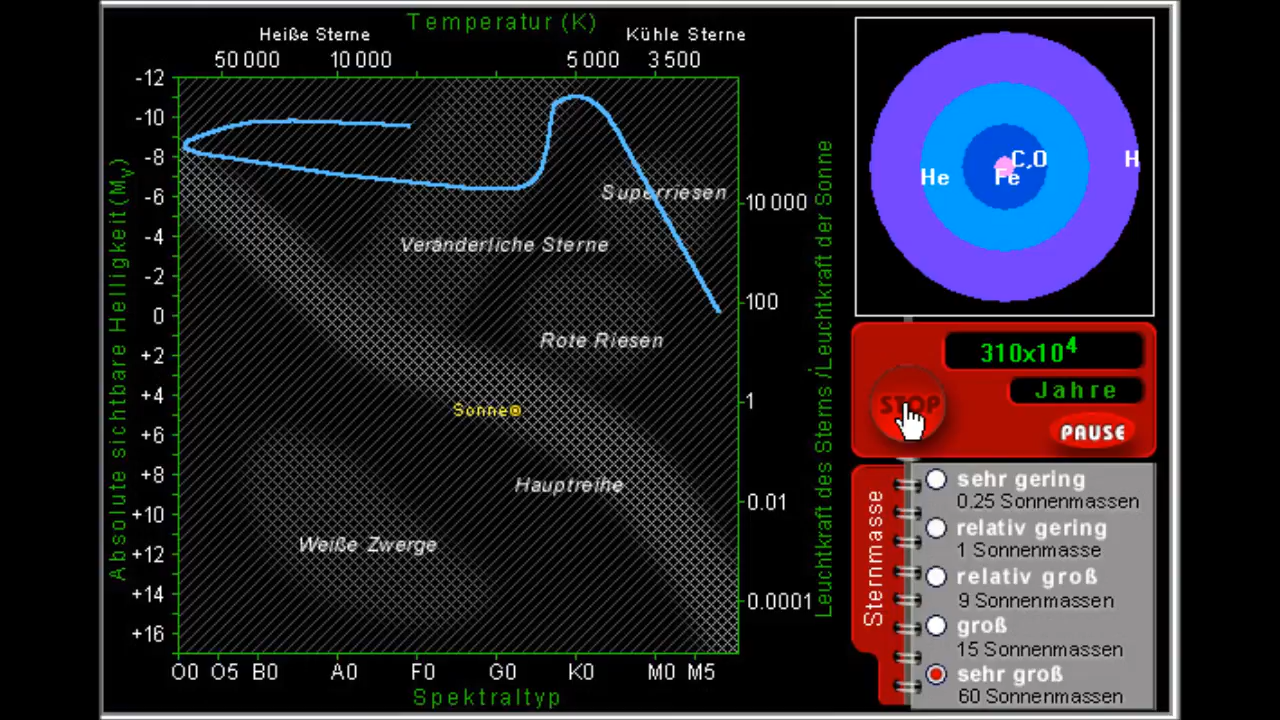 Temperatur (K)
Heiße Sterne
Kühle Sterne
50 000
10 000
5 000
3 500
Absolute sichtbare Helligkeit (Mv)
-12
-10
-8
-6
-4
-2
0
+2
+4
+6
+8
+10
+12
+14
+16
Superriesen
Veränderliche Sterne
Rote Riesen
Sonne
Hauptreihe
Weiße Zwerge
10 000
100
1
0.01
0.0001
Leuchtkraft des Sterns /Leuchtkraft der Sonne
O0 O5 B0 A0 F0 G0 K0 M0 M5
Spektraltyp
C,O
H
He
Fe
310x10⁴
Jahre
STOP
PAUSE
Sternmasse
sehr gering
0.25 Sonnenmassen
relativ gering
1 Sonnenmasse
relativ groß
9 Sonnenmassen
groß
15 Sonnenmassen
sehr groß
60 Sonnenmassen